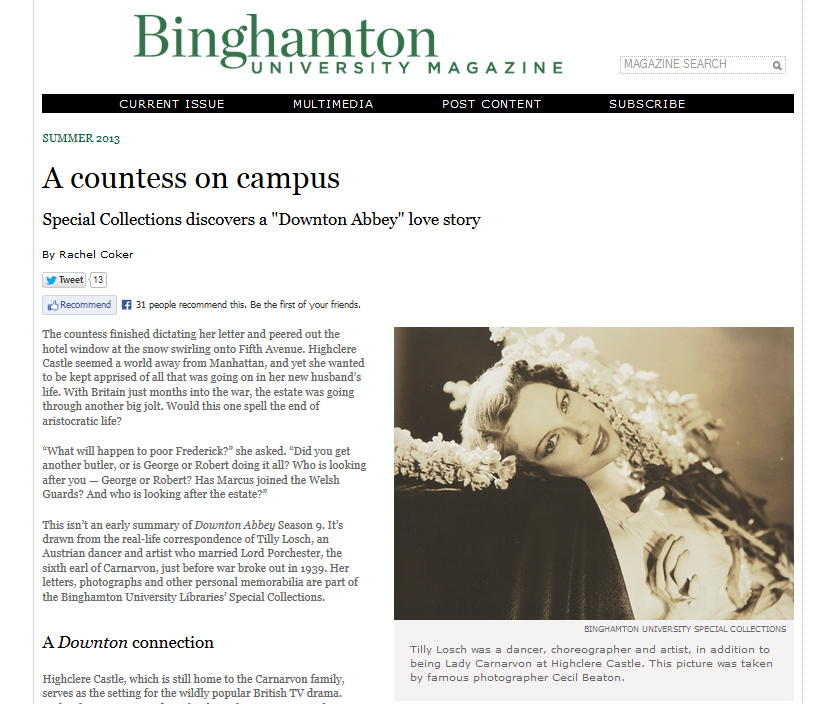 Binghamton
UNIVERSITY MAGAZINE
MAGAZINE SEARCH
CURRENT ISSUE MULTIMEDIA POST CONTENT SUBSCRIBE
SUMMER 2013
A countess on campus
Special Collections discovers a "Downton Abbey" love story
By Rachel Coker
Tweet 13
Recommend 31 people recommend this. Be the first of your friends.
The countess finished dictating her letter and peered out the
hotel window at the snow swirling onto Fifth Avenue. Highclere
Castle seemed a world away from Manhattan, and yet she wanted
to be kept apprised of all that was going on in her new husband's
life. With Britain just months into the war, the estate was going
through another big jolt. Would this one spell the end of
aristocratic life?
“What will happen to poor Frederick?” she asked. “Did you get
another butler, or is George or Robert doing it all? Who is looking
after you — George or Robert? Has Marcus joined the Welsh
Guards? And who is looking after the estate?”
This isn’t an early summary of Downton Abbey Season 9. It’s
drawn from the real-life correspondence of Tilly Losch, an
Austrian dancer and artist who married Lord Porchester, the
sixth earl of Carnarvon, just before war broke out in 1939. Her
letters, photographs and other personal memorabilia are part of
the Binghamton University Libraries’ Special Collections.
A Downton connection
Highclere Castle, which is still home to the Carnarvon family,
serves as the setting for the wildly popular British TV drama.
BINGHAMTON UNIVERSITY SPECIAL COLLECTIONS
Tilly Losch was a dancer, choreographer and artist, in addition to
being Lady Carnarvon at Highclere Castle. This picture was taken
by famous photographer Cecil Beaton.